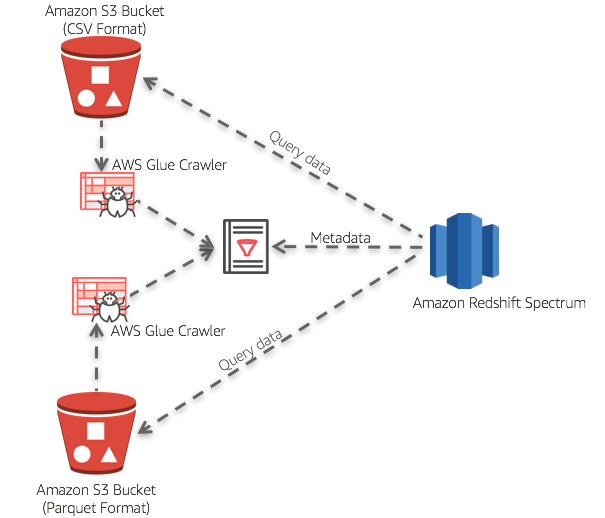 Amazon S3 Bucket
(CSV Format)
AWS Glue Crawler
Query data
Metadata
Amazon Redshift Spectrum
AWS Glue Crawler
Query data
Amazon S3 Bucket
(Parquet Format)